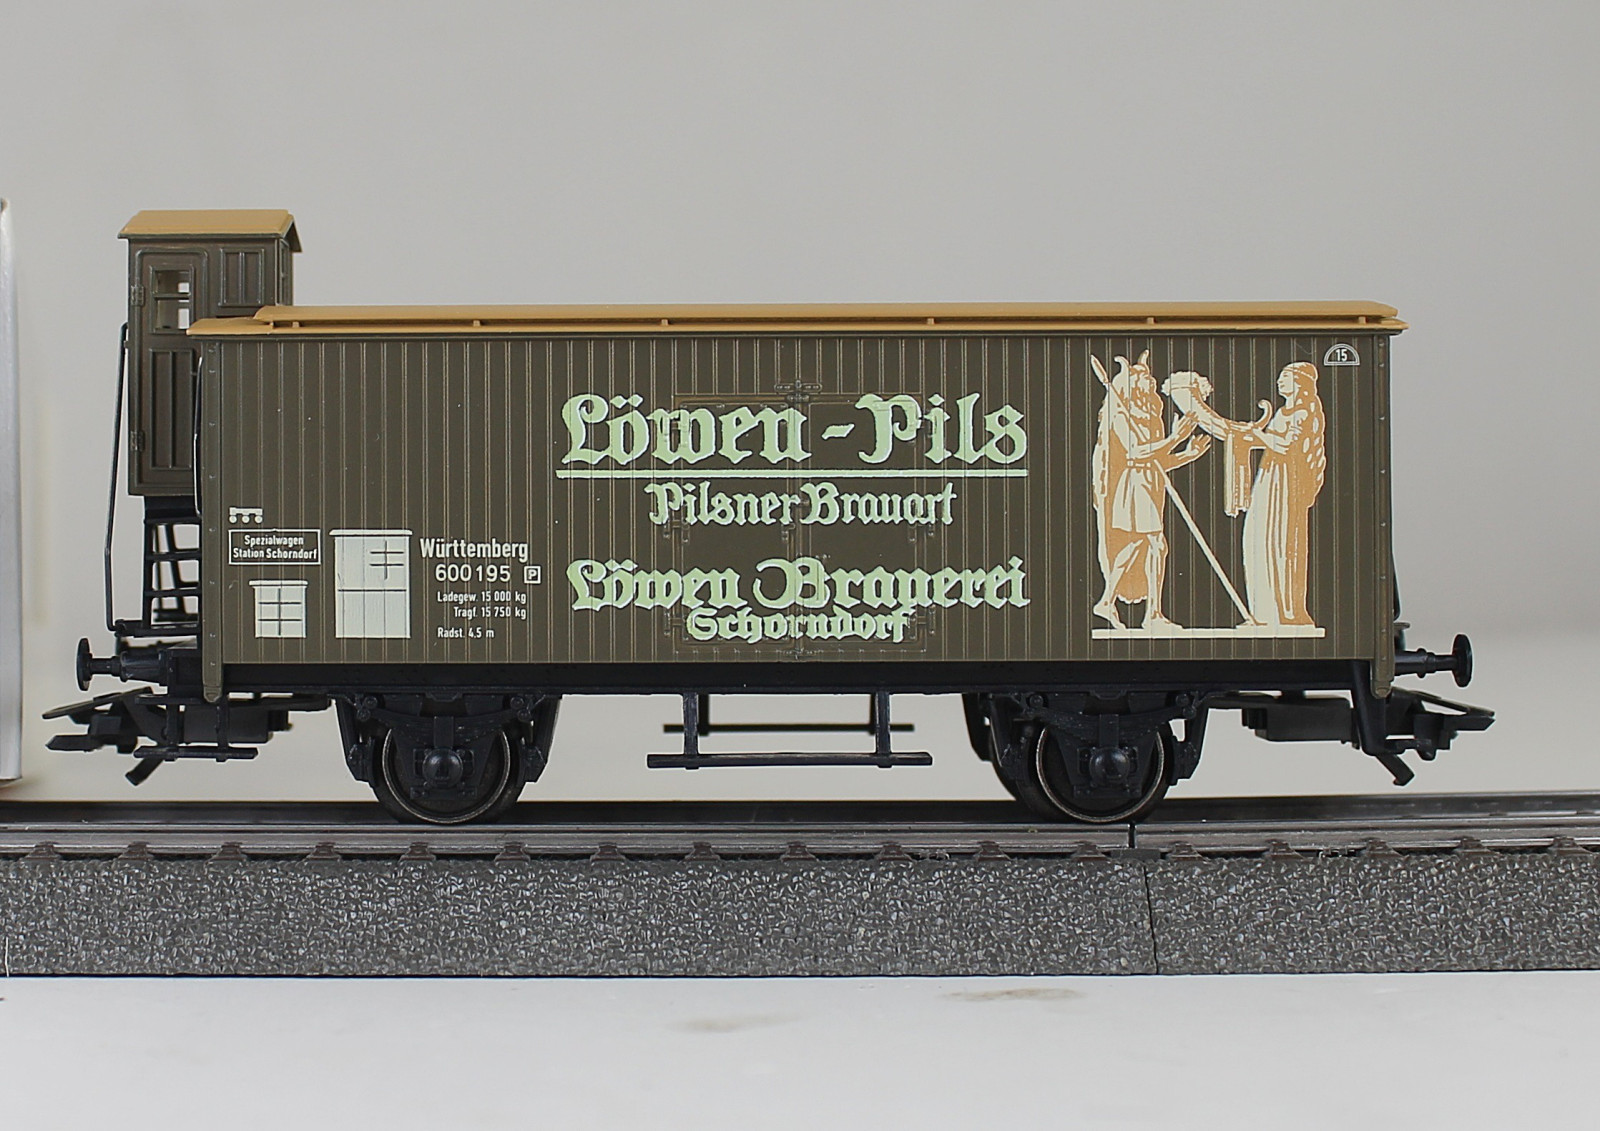 15
Löwen-Pils
Pilsner Brauart
Löwen Brauerei
Schorndorf
Spezialwagen
Station Schorndorf
Württemberg
600195 P
Ladegew. 15 000 kg
Tragf. 15 750 kg
Radst. 4,5 m